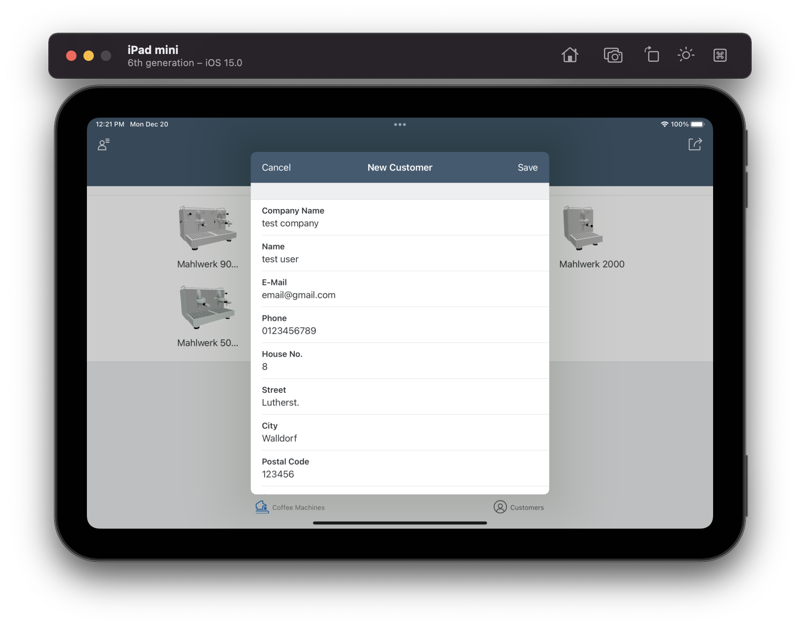 iPad mini
6th generation – iOS 15.0
12:21 PM Mon Dec 20
100%
Cancel
New Customer
Save
Company Name
test company
Name
test user
E-Mail
email@gmail.com
Phone
0123456789
House No.
8
Street
Lutherst.
City
Walldorf
Postal Code
123456
Mahlwerk 90...
Mahlwerk 2000
Mahlwerk 50...
Coffee Machines
Customers